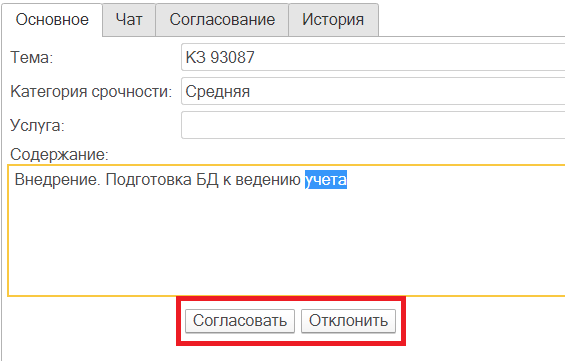 Основное Чат Согласование История
Тема: КЗ 93087
Категория срочности: Средняя
Услуга:
Содержание:
Внедрение. Подготовка БД к ведению учета
Согласовать Отклонить